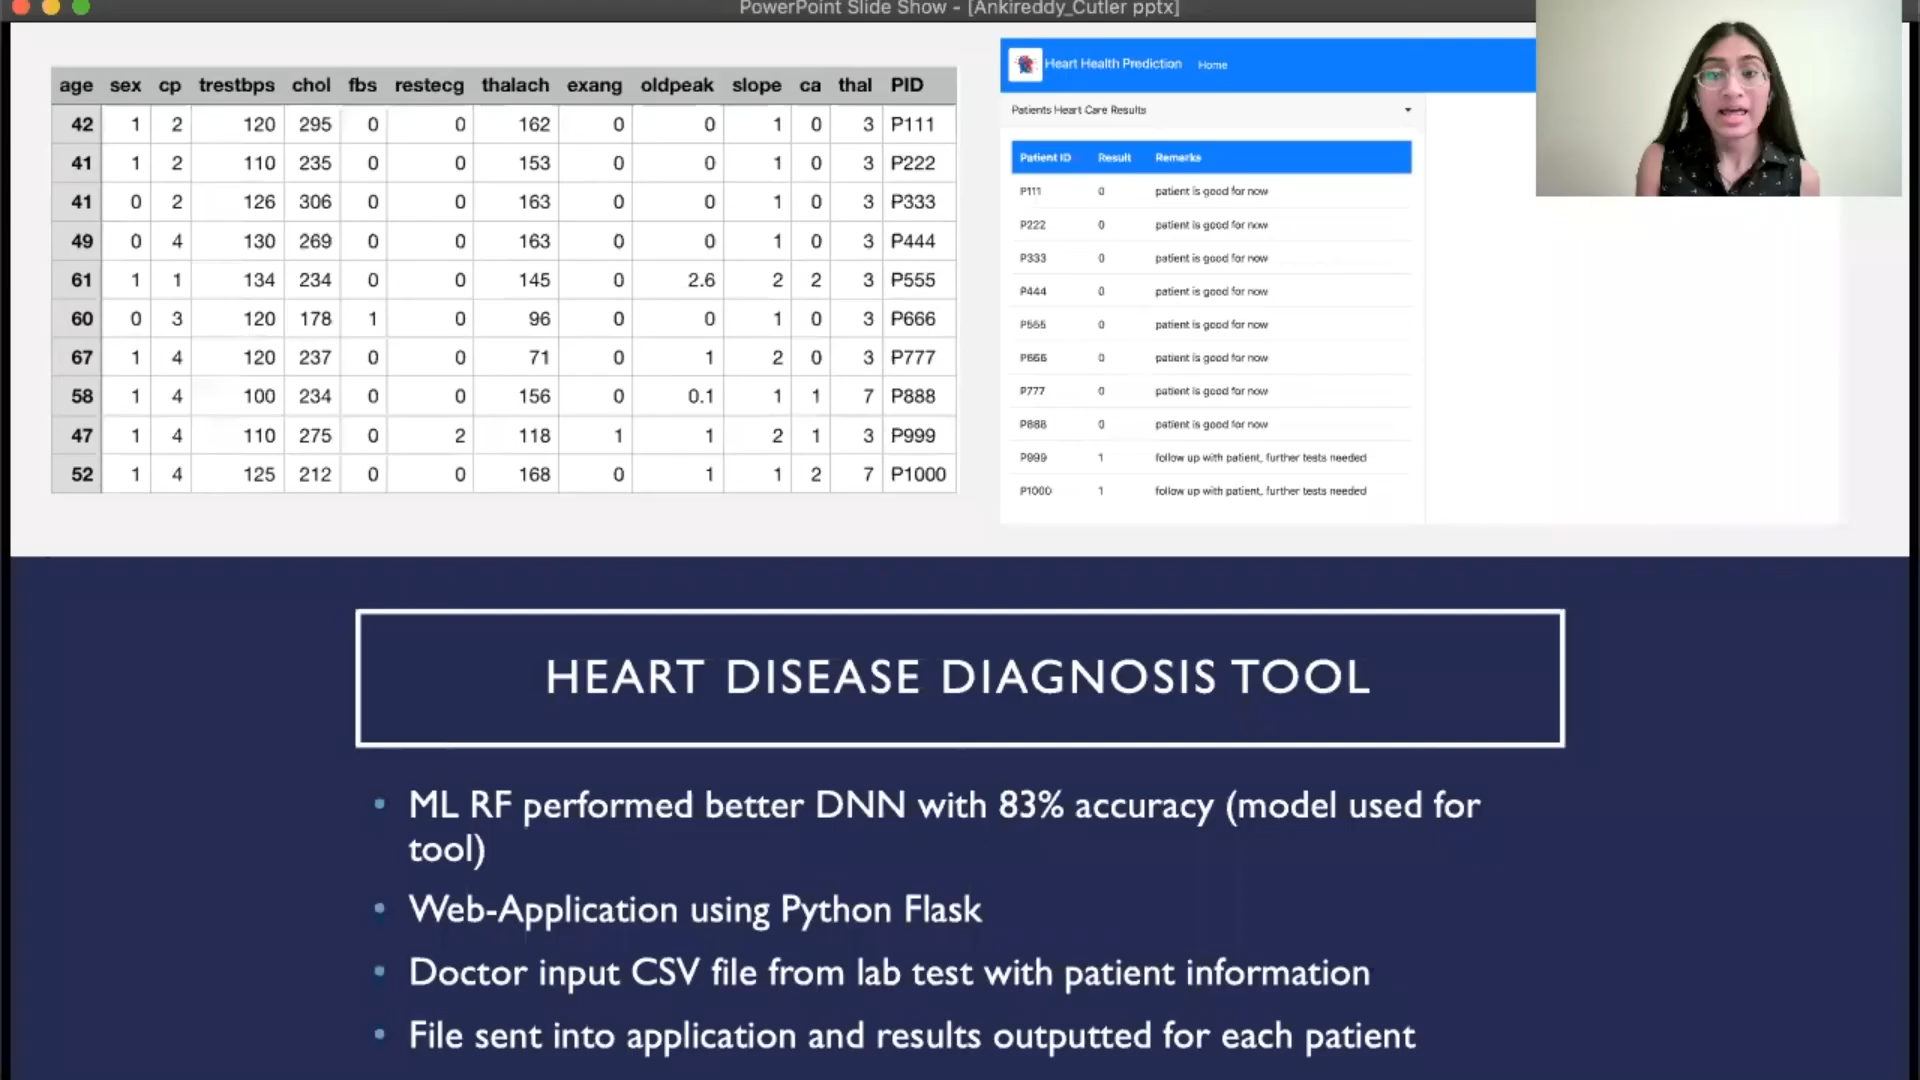 PowerPoint Slide Show - [Ankireddy_Cutler pptx]
age sex cp trestbps chol fbs restecg thalach exang oldpeak slope ca thal PID
42 1 2 120 295 0 0 162 0 0 1 0 3 P111
41 1 2 110 235 0 0 153 0 0 1 0 3 P222
41 0 2 126 306 0 0 163 0 0 1 0 3 P333
49 0 4 130 269 0 0 163 0 0 1 0 3 P444
61 1 1 134 234 0 0 145 0 2.6 2 2 3 P555
60 0 3 120 178 1 0 96 0 0 1 0 3 P666
67 1 4 120 237 0 0 71 0 1 2 0 3 P777
58 1 4 100 234 0 0 156 0 0.1 1 1 7 P888
47 1 4 110 275 0 2 118 1 1 2 1 3 P999
52 1 4 125 212 0 0 168 0 1 1 2 7 P1000
Heart Health Prediction Home
Patients Heart Care Results
Patient ID Result Remarks
P111 0 patient is good for now
P222 0 patient is good for now
P333 0 patient is good for now
P444 0 patient is good for now
P555 0 patient is good for now
P666 0 patient is good for now
P777 0 patient is good for now
P888 0 patient is good for now
P999 1 follow up with patient, further tests needed
P1000 1 follow up with patient, further tests needed
HEART DISEASE DIAGNOSIS TOOL
• ML RF performed better DNN with 83% accuracy (model used for
tool)
• Web-Application using Python Flask
• Doctor input CSV file from lab test with patient information
• File sent into application and results outputted for each patient